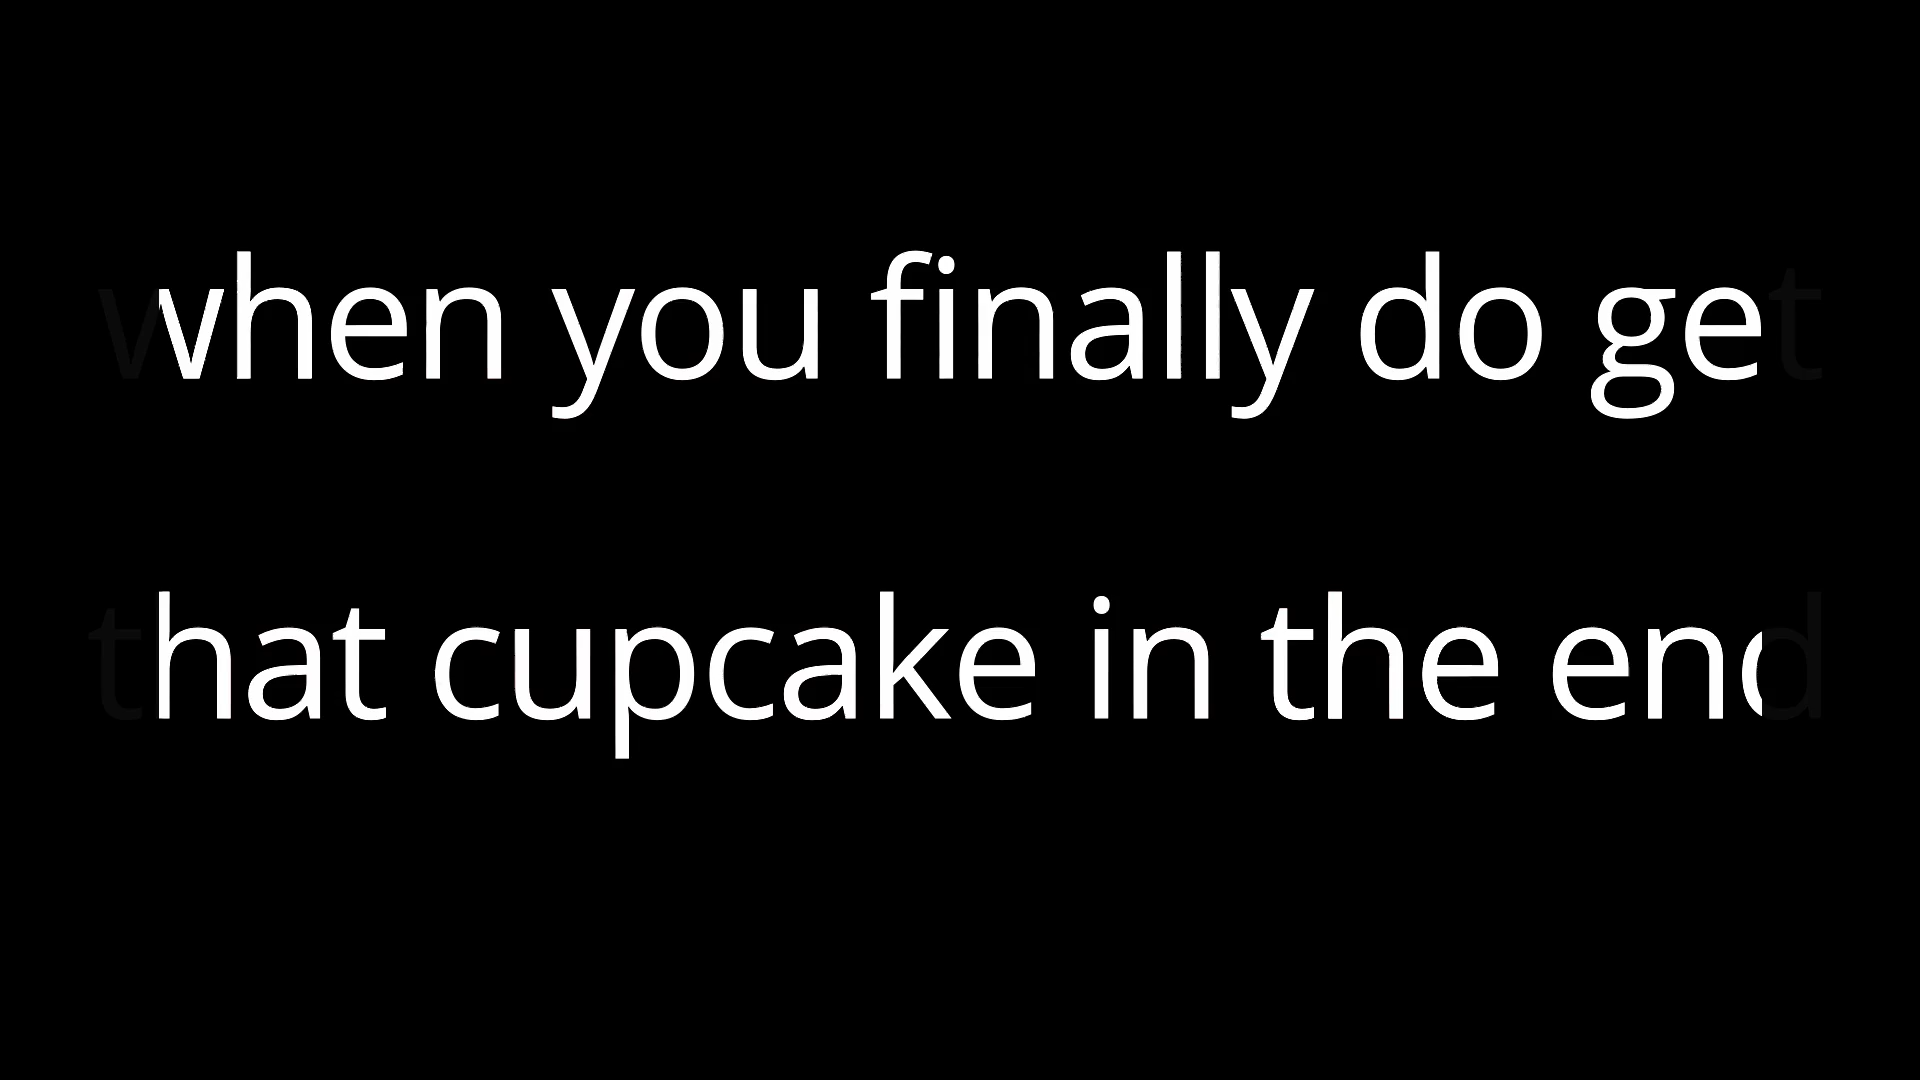 when you finally do get
that cupcake in the end